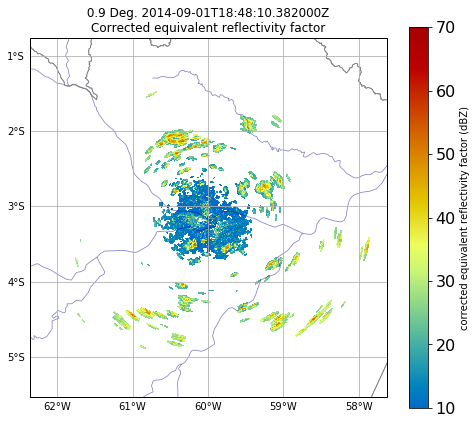 0.9 Deg. 2014-09-01T18:48:10.382000Z
Corrected equivalent reflectivity factor
1°S
2°S
3°S
4°S
5°S
62°W 61°W 60°W 59°W 58°W
70
60
50
40
30
20
10
corrected equivalent reflectivity factor (dBZ)